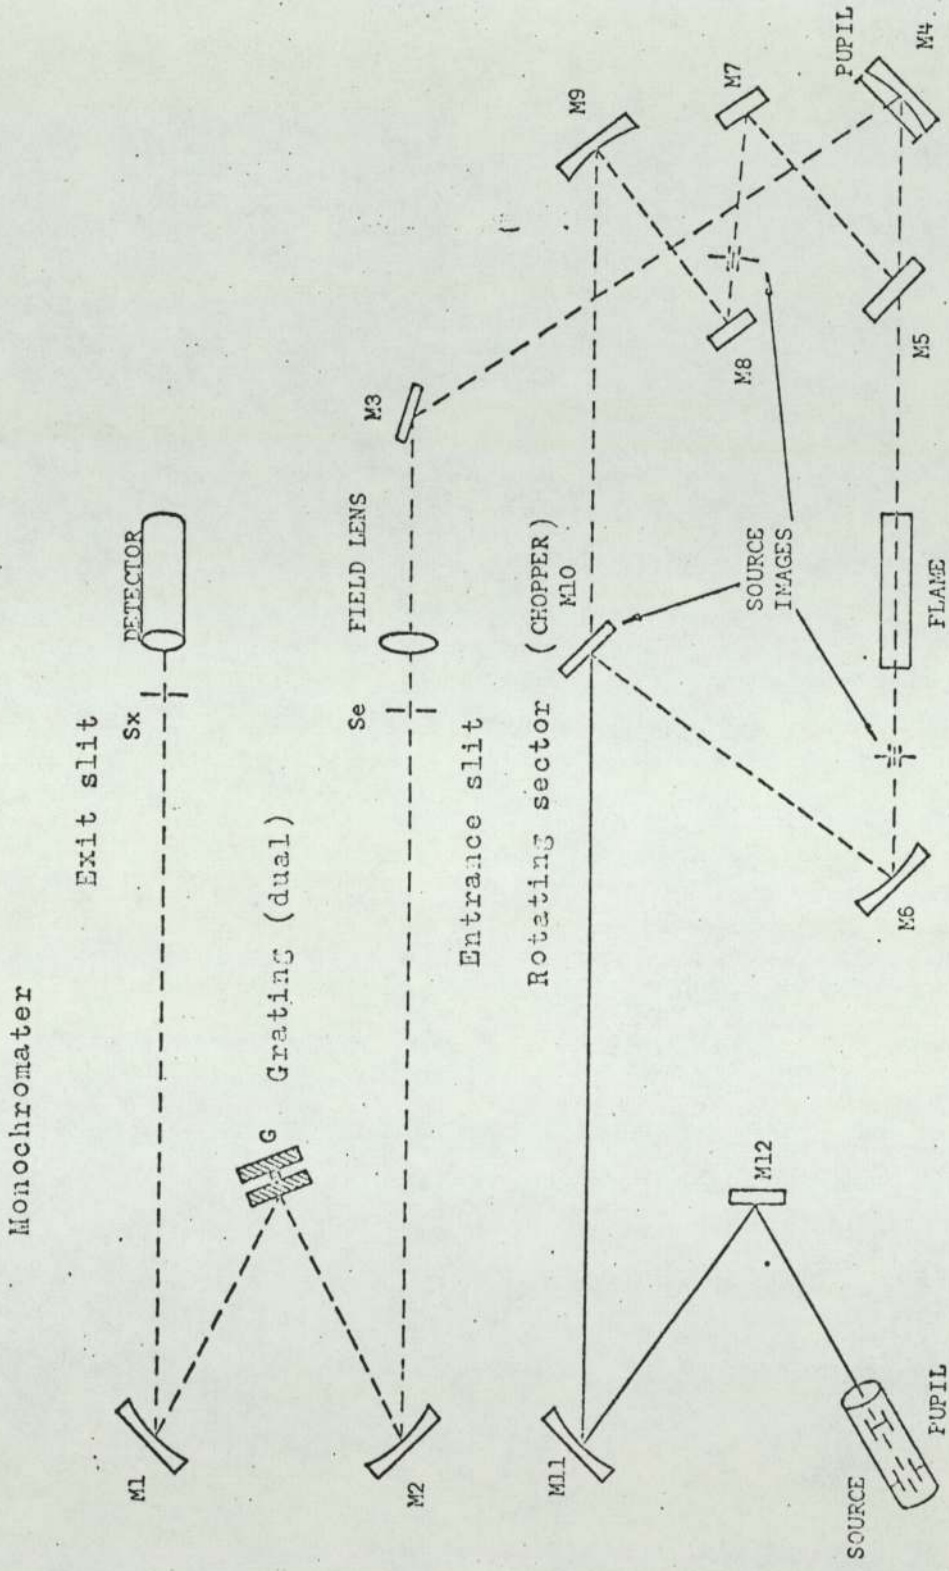 Monochromater
Exit slit
Sx
DETECTOR
M1
G
Grating (dual)
M2
Se
FIELD LENS
M3
Entrance slit
Rotating sector
(CHOPPER)
M10
M9
M11
M12
SOURCE
IMAGES
M8
M7
PUPIL
M4
M5
FLAME
M6
SOURCE
PUPIL